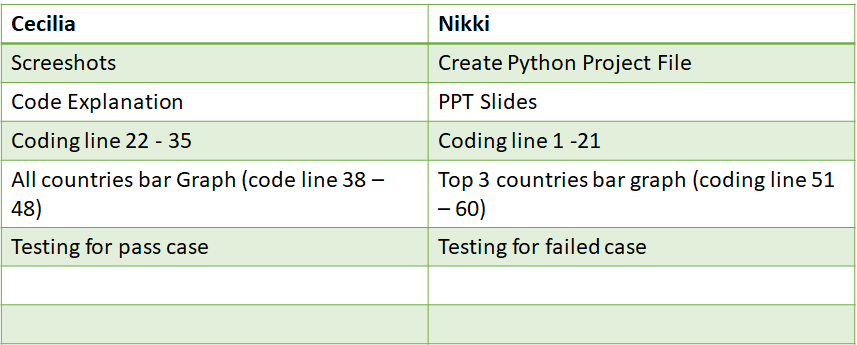 Cecilia
Nikki
Screeshots
Create Python Project File
Code Explanation
PPT Slides
Coding line 22 - 35
Coding line 1 -21
All countries bar Graph (code line 38 –
48)
Top 3 countries bar graph (coding line 51
– 60)
Testing for pass case
Testing for failed case